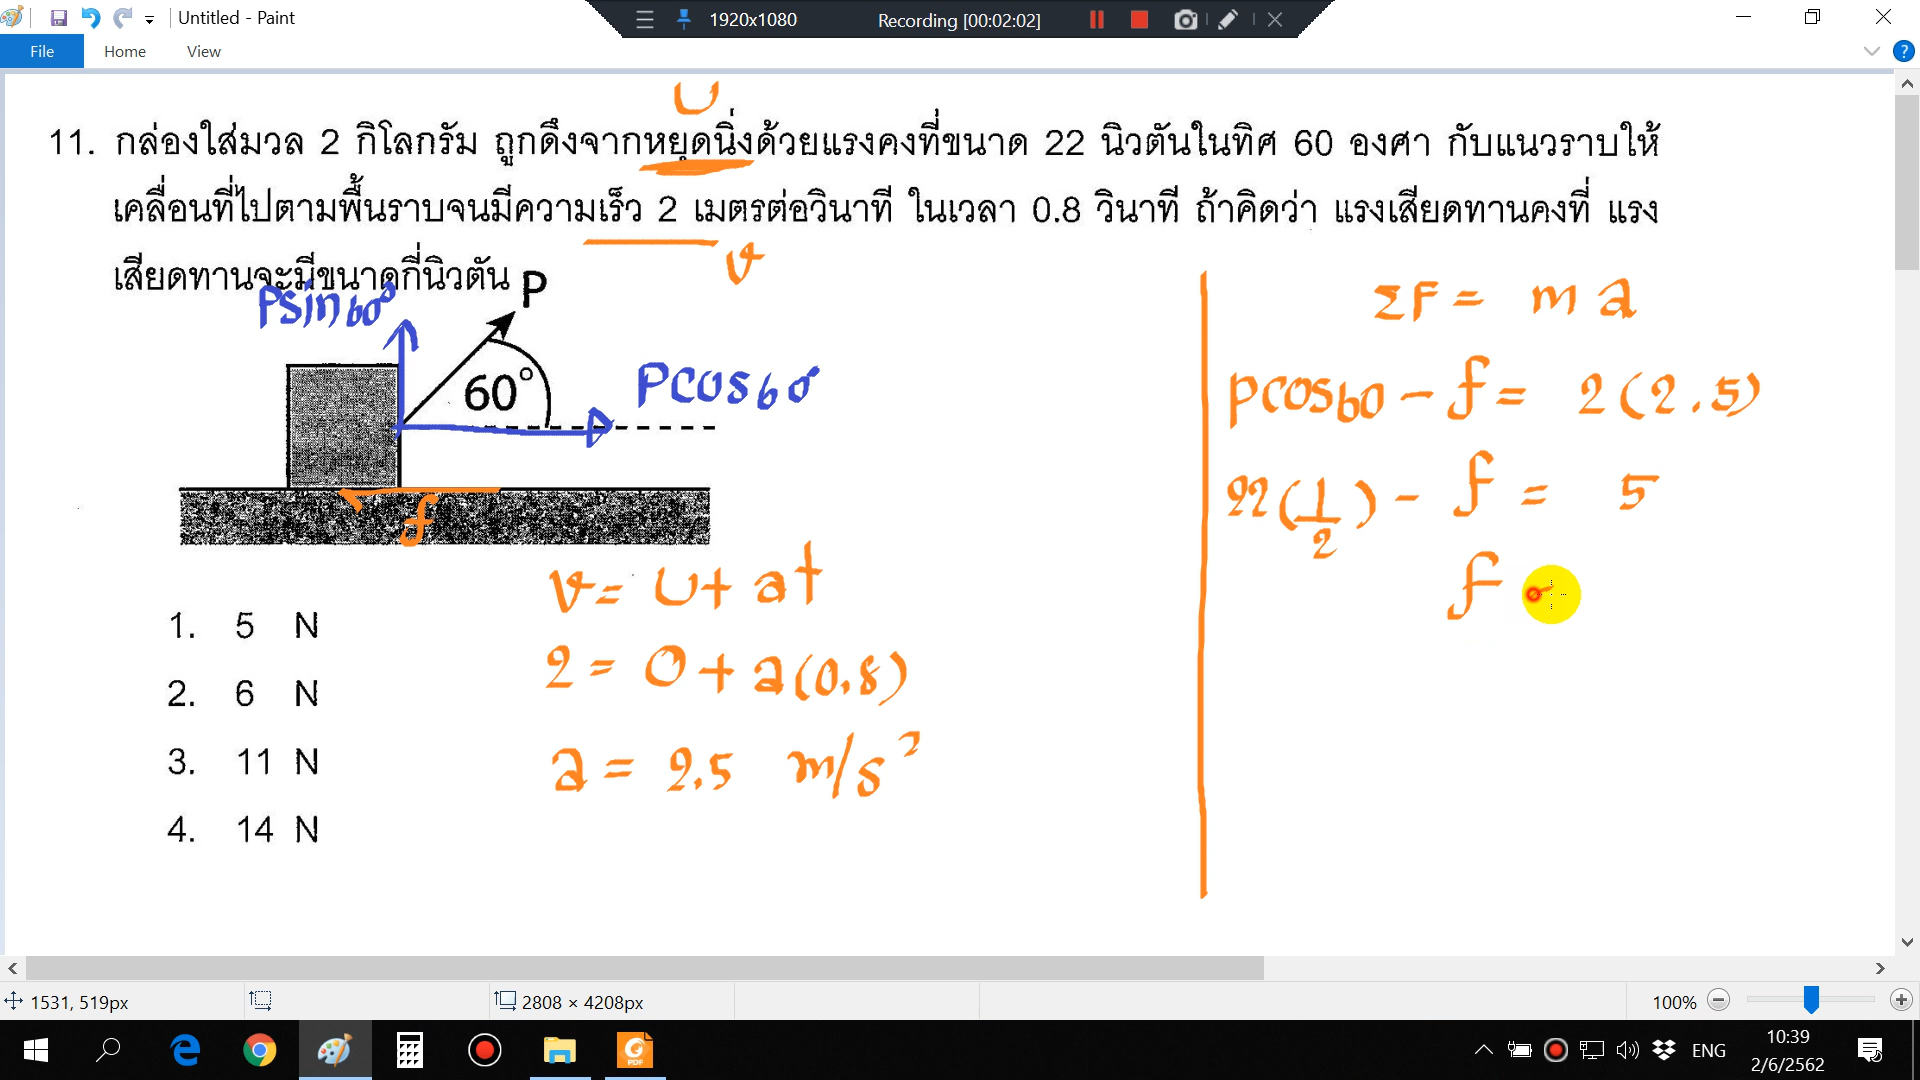 Untitled - Paint
1920x1080
Recording [00:02:02]
File
Home
View
U
11. กล่องใส่มวล 2 กิโลกรัม ถูกดึงจากหยุดนิ่งด้วยแรงคงที่ขนาด 22 นิวตันในทิศ 60 องศา กับแนวราบให้
เคลื่อนที่ไปตามพื้นราบจนมีความเร็ว 2 เมตรต่อวินาที ในเวลา 0.8 วินาที ถ้าคิดว่า แรงเสียดทานคงที่ แรง
เสียดทานจะมีขนาดกี่นิวตัน
v
P
Psin60°
60°
Pcos60°
f
1. 5 N
2. 6 N
3. 11 N
4. 14 N
v = u + at
2 = 0 + a(0.8)
a = 2.5 m/s²
ΣF = ma
Pcos60 - f = 2(2.5)
22(1/2) - f = 5
f
1531, 519px
2808 × 4208px
100%
PDF
ENG
10:39
2/6/2562